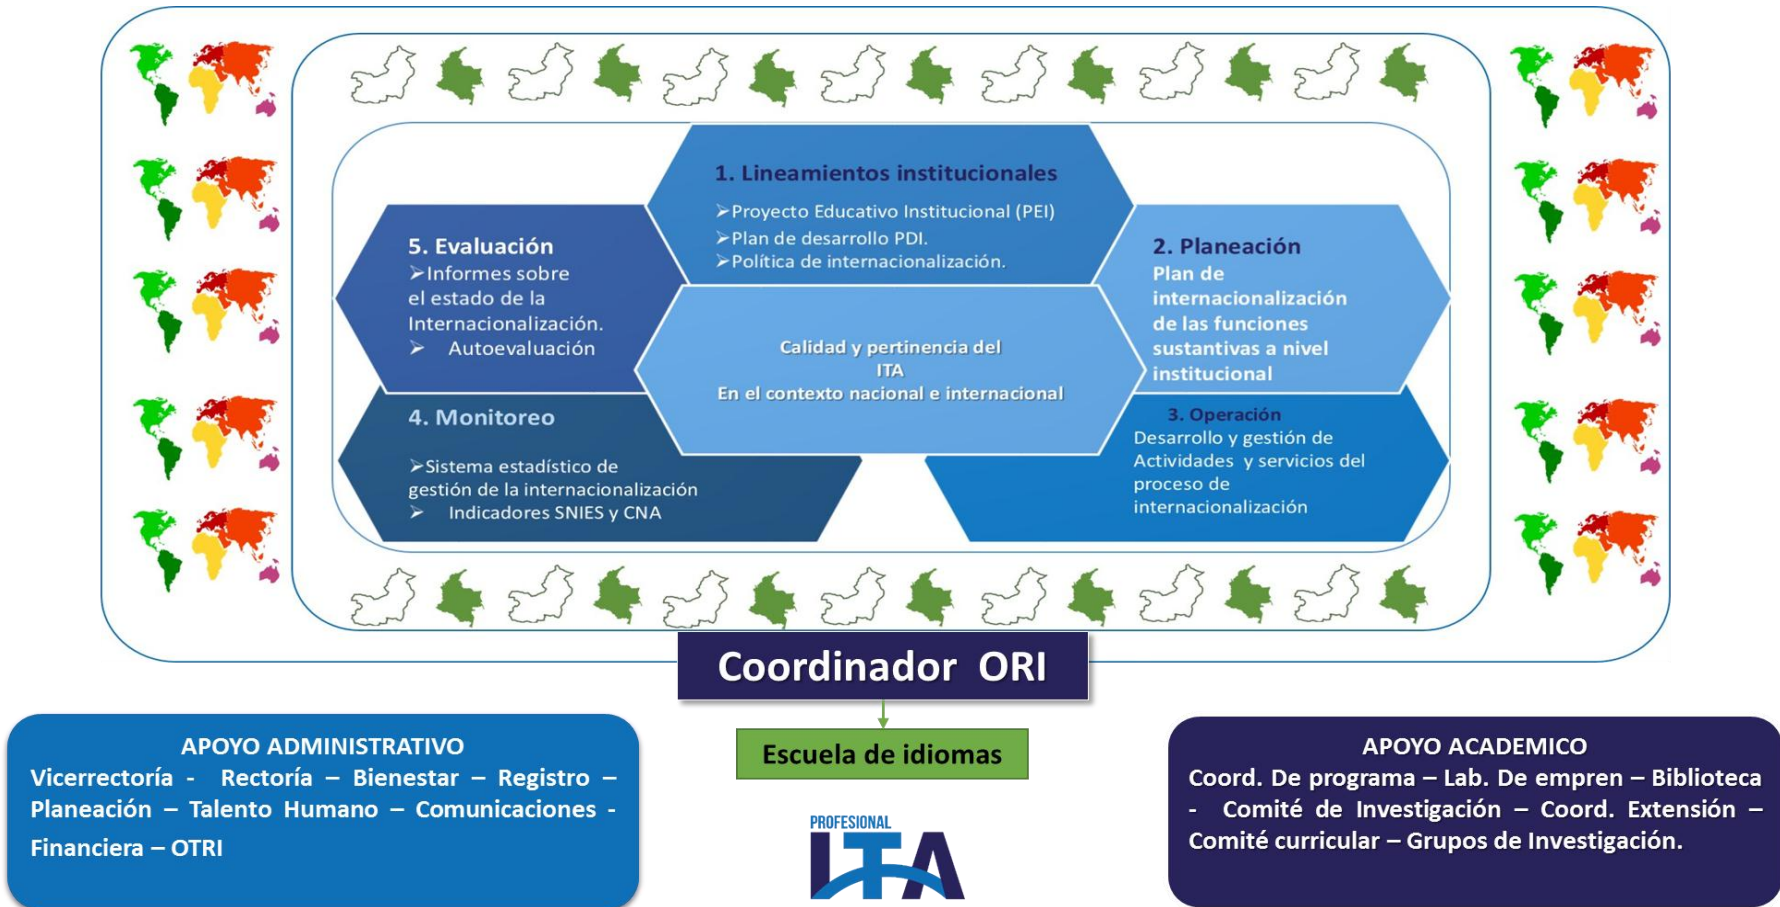 1. Lineamientos institucionales
➢Proyecto Educativo Institucional (PEI)
➢Plan de desarrollo PDI.
➢Política de internacionalización.
2. Planeación
Plan de
internacionalización
de las funciones
sustantivas a nivel
institucional
3. Operación
Desarrollo y gestión de
Actividades y servicios del
proceso de
internacionalización
4. Monitoreo
➢Sistema estadístico de
gestión de la internacionalización
➢ Indicadores SNIES y CNA
5. Evaluación
➢Informes sobre
el estado de la
Internacionalización.
➢ Autoevaluación
Calidad y pertinencia del
ITA
En el contexto nacional e internacional
Coordinador ORI
Escuela de idiomas
APOYO ADMINISTRATIVO
Vicerrectoría - Rectoría – Bienestar – Registro –
Planeación – Talento Humano – Comunicaciones -
Financiera – OTRI
PROFESIONAL
ITA
APOYO ACADEMICO
Coord. De programa – Lab. De empren – Biblioteca
- Comité de Investigación – Coord. Extensión –
Comité curricular – Grupos de Investigación.